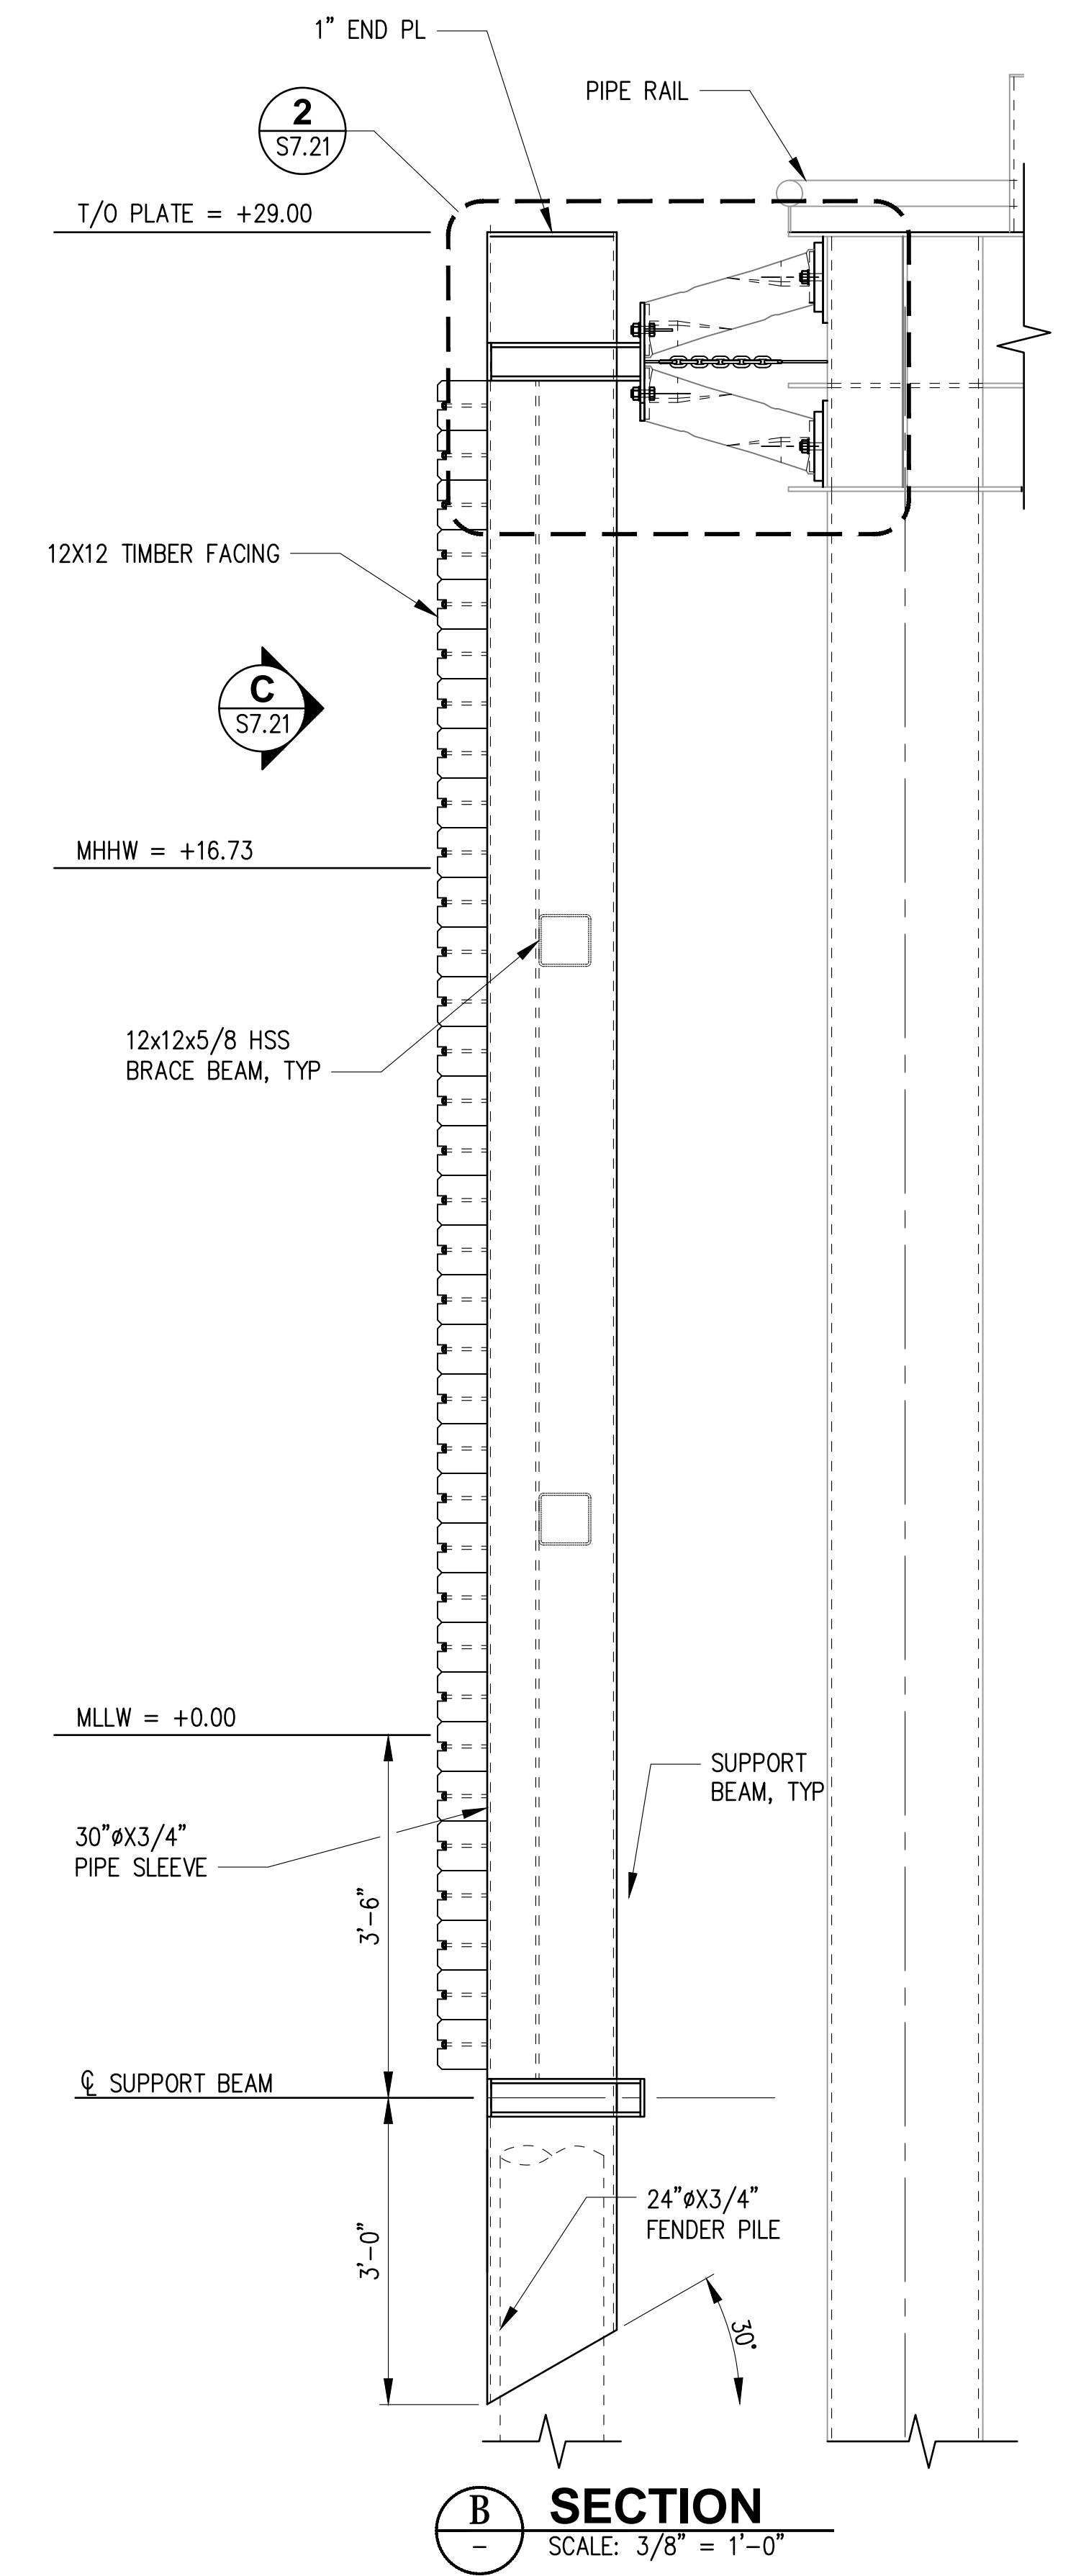 1” END PL
PIPE RAIL
2
S7.21
T/O PLATE = +29.00
12X12 TIMBER FACING
C
S7.21
MHHW = +16.73
12x12x5/8 HSS
BRACE BEAM, TYP
MLLW = +0.00
SUPPORT
BEAM, TYP
30”øX3/4”
PIPE SLEEVE
3’-6”
℄ SUPPORT BEAM
24”øX3/4”
FENDER PILE
3’-0”
30°
B
-
SECTION
SCALE: 3/8” = 1’-0”